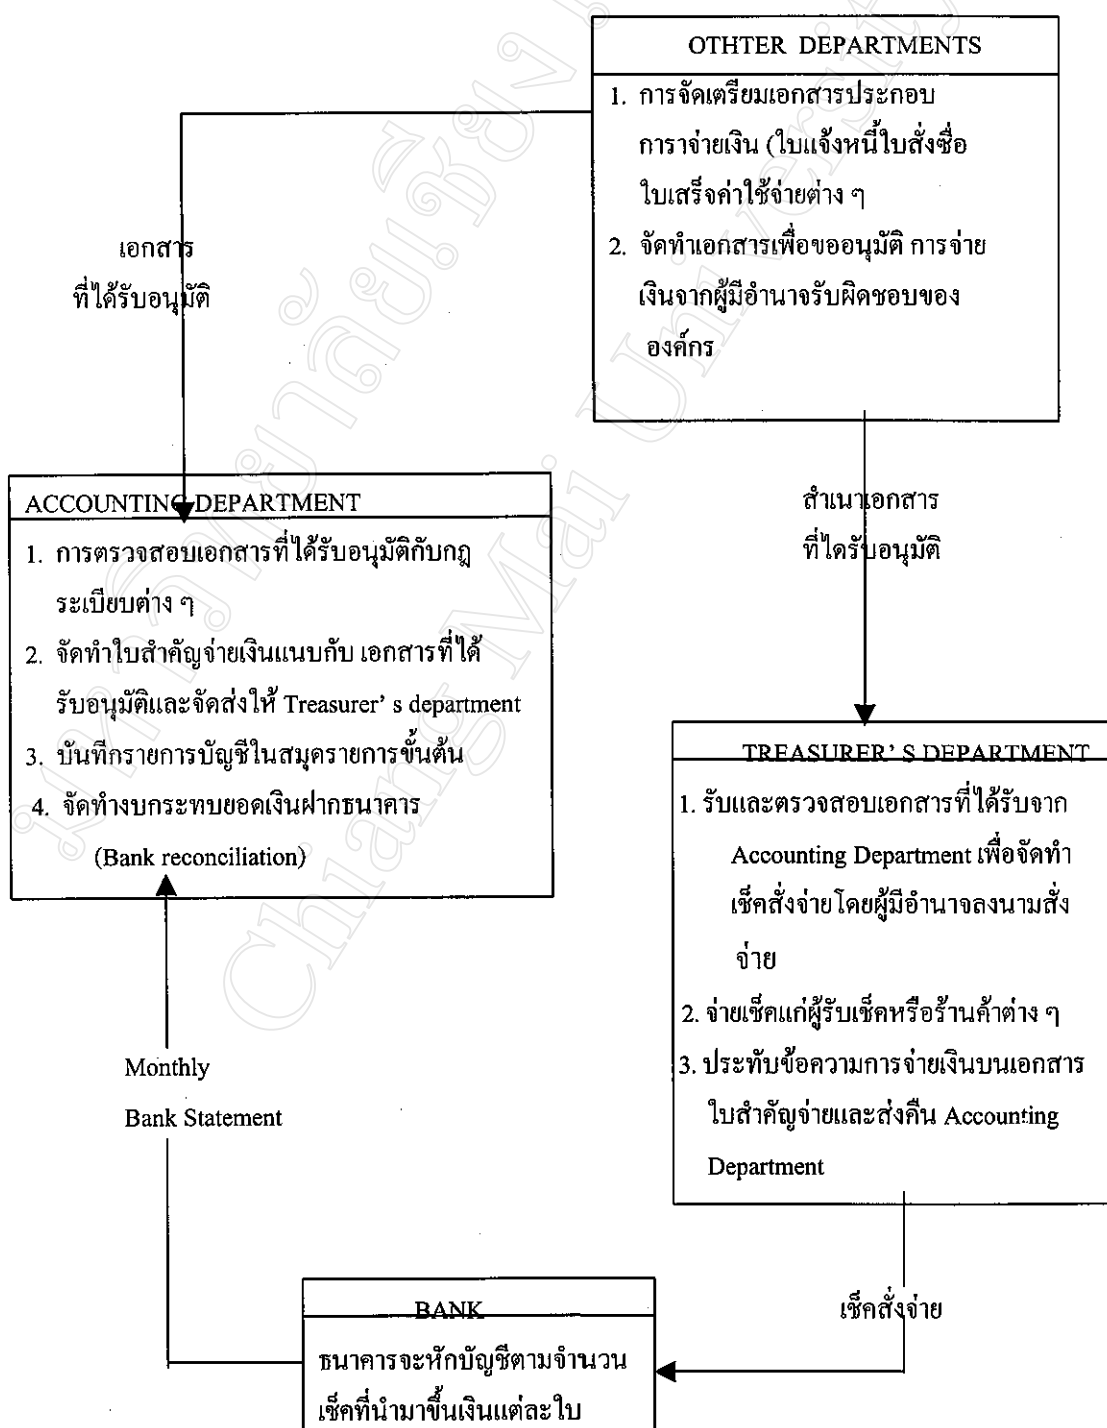 OTHTER DEPARTMENTS
1. การจัดเตรียมเอกสารประกอบ
การาจ่ายเงิน (ใบแจ้งหนี้ใบสั่งซื่อ
ใบเสร็จค่าใช้จ่ายต่าง ๆ
2. จัดทำเอกสารเพื่อขออนุมัติ การจ่าย
เงินจากผู้มีอำนาจรับผิดชอบของ
องค์กร
เอกสาร
ที่ได้รับอนุมัติ
ACCOUNTING DEPARTMENT
1. การตรวจสอบเอกสารที่ได้รับอนุมัติกับกฎ
ระเบียบต่าง ๆ
2. จัดทำใบสำคัญจ่ายเงินแนบกับ เอกสารที่ได้
รับอนุมัติและจัดส่งให้ Treasurer' s department
3. บันทึกรายการบัญชีในสมุดรายการขั้นต้น
4. จัดทำงบกระทบยอดเงินฝากธนาคาร
(Bank reconciliation)
สำเนาเอกสาร
ที่ไดรับอนุมัติ
TREASURER' S DEPARTMENT
1. รับและตรวจสอบเอกสารที่ได้รับจาก
Accounting Department เพื่อจัดทำ
เช็คสั่งจ่ายโดยผู้มีอำนาจลงนามสั่ง
จ่าย
2. จ่ายเช็คแก่ผู้รับเช็คหรือร้านค้าต่าง ๆ
3. ประทับข้อความการจ่ายเงินบนเอกสาร
ใบสำคัญจ่ายและส่งคืน Accounting
Department
Monthly
Bank Statement
เช็คสั่งจ่าย
BANK
ธนาคารจะหักบัญชีตามจำนวน
เช็คที่นำมาขึ้นเงินแต่ละใบ
มหาวิทยาลัยเชียงใ
Chiang Mai University